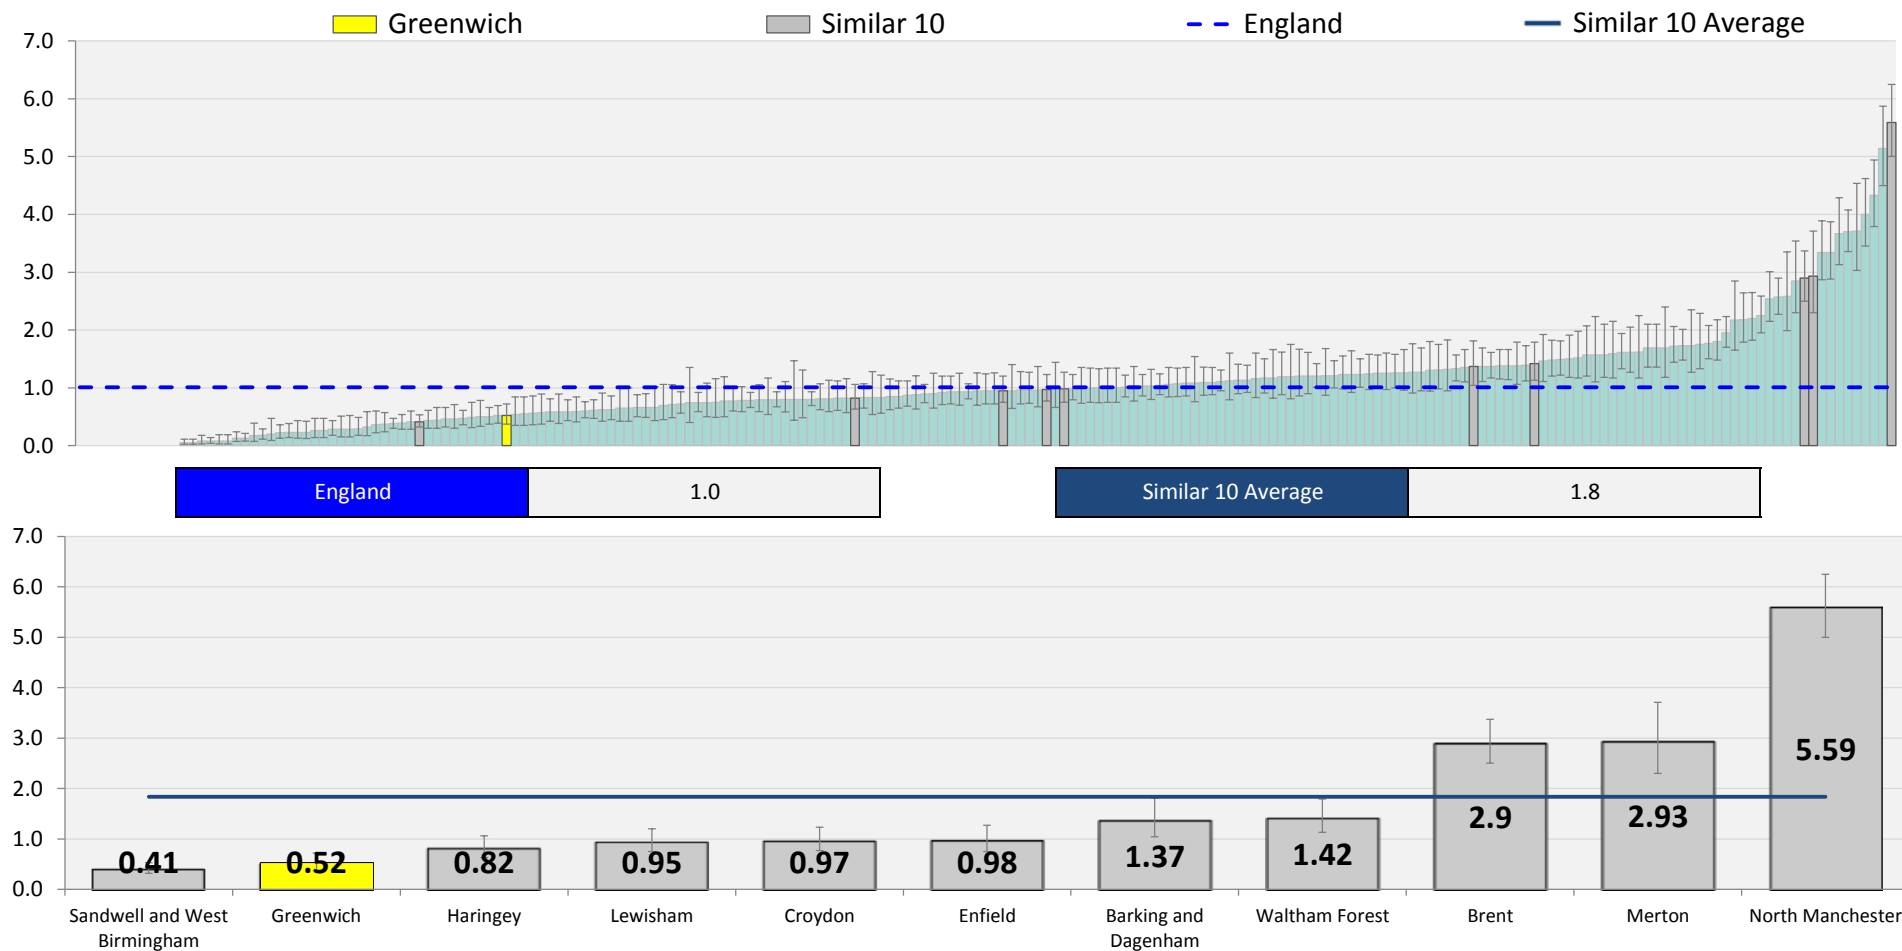 Greenwich
Similar 10
England
Similar 10 Average
7.0
6.0
5.0
4.0
3.0
2.0
1.0
0.0
England 1.0
Similar 10 Average 1.8
7.0
6.0
5.0
4.0
3.0
2.0
1.0
0.0
0.41 0.52 0.82 0.95 0.97 0.98 1.37 1.42 2.9 2.93 5.59
Sandwell and West
Birmingham
Greenwich
Haringey
Lewisham
Croydon
Enfield
Barking and
Dagenham
Waltham Forest
Brent
Merton
North Manchester